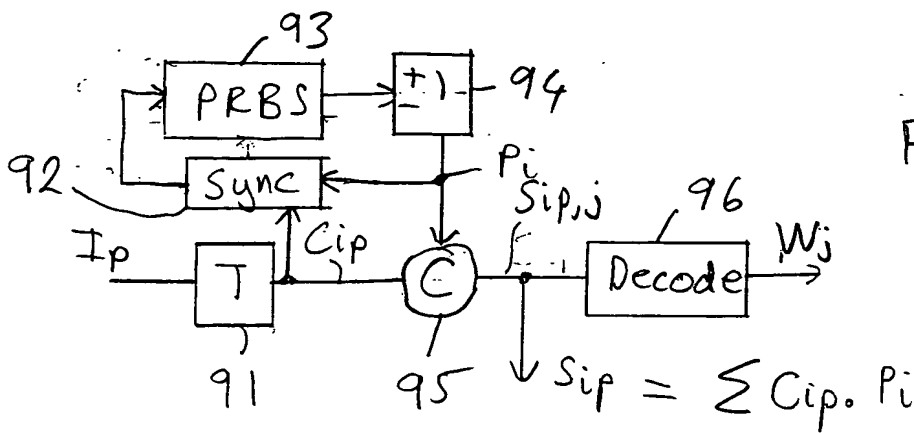 93
PRBS
± 1
94
92
Sync
Pi
Sip,j
96
Ip
Cip
Wj
T
C
Decode
91
95
Sip = Σ Cip. Pi